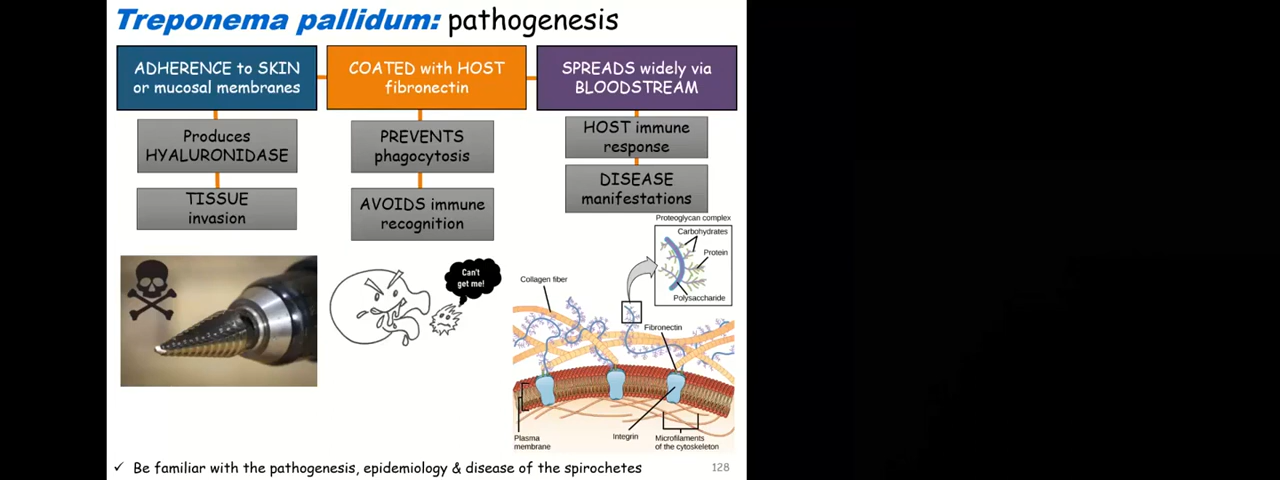 Treponema pallidum: pathogenesis
ADHERENCE to SKIN
or mucosal membranes
COATED with HOST
fibronectin
SPREADS widely via
BLOODSTREAM
Produces
HYALURONIDASE
PREVENTS
phagocytosis
HOST immune
response
TISSUE
invasion
AVOIDS immune
recognition
DISEASE
manifestations
Can't
get me!
Proteoglycan complex
Carbohydrates
Protein
Polysaccharide
Collagen fiber
Fibronectin
Plasma
membrane
Integrin
Microfilaments
of the cytoskeleton
✓ Be familiar with the pathogenesis, epidemiology & disease of the spirochetes
128